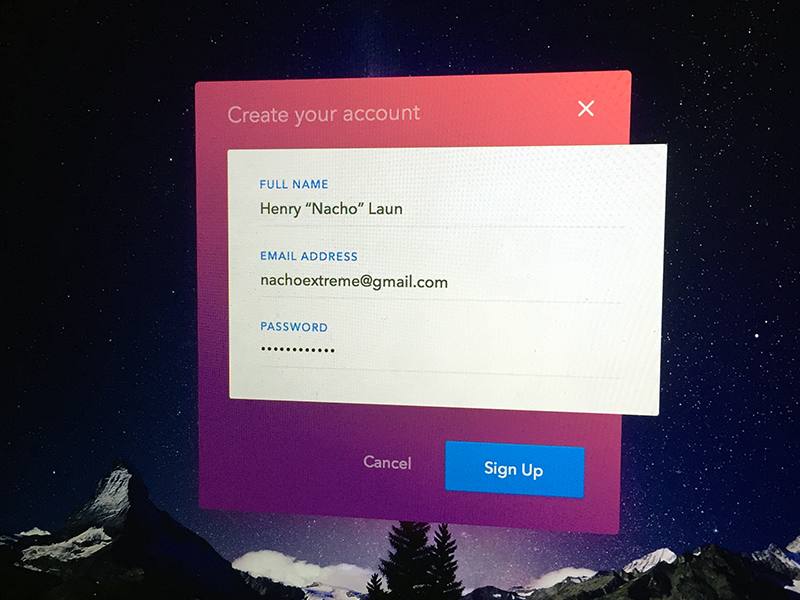 Create your account
FULL NAME
Henry “Nacho” Laun
EMAIL ADDRESS
nachoextreme@gmail.com
PASSWORD
••••••••••••
Cancel
Sign Up